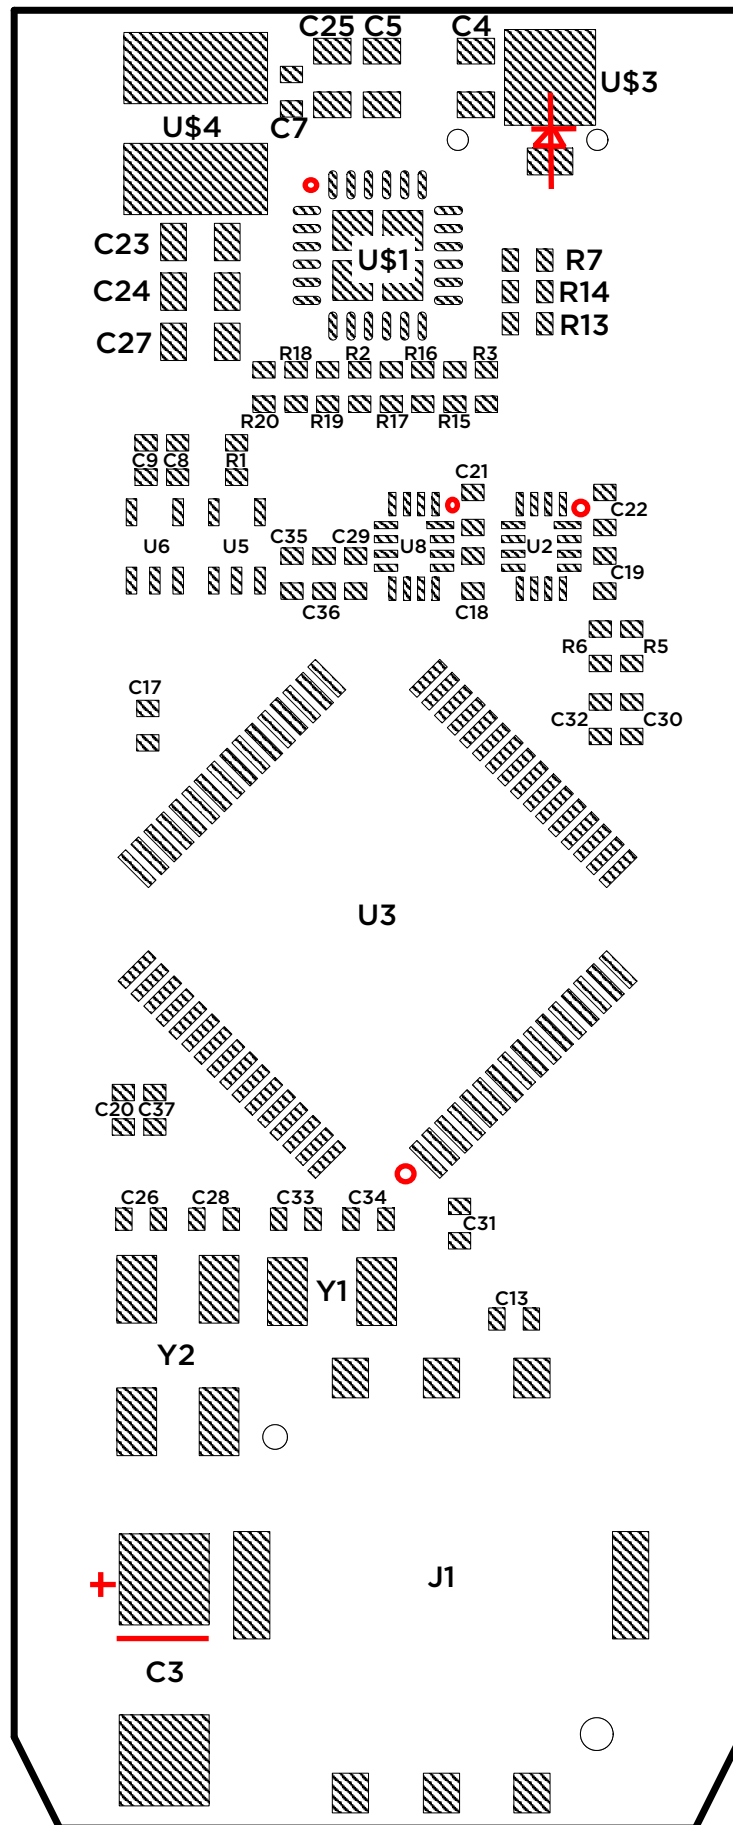 C25 C5 C4
U$3
C7
U$4
C23
U$1
R7
C24
R14
R13
C27
R18 R2 R16 R3
R20 R19 R17 R15
C9 C8 R1
C21
C22
U6 U5 C35 C29 U8 U2
C19
C36 C18
R6 R5
C17
C32 C30
U3
C20 C37
C26 C28 C33 C34
C31
Y1
C13
Y2
J1
+
C3